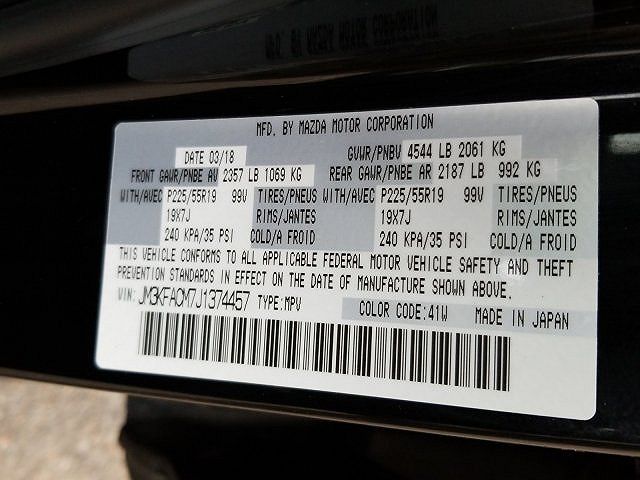 MFD. BY MAZDA MOTOR CORPORATION
DATE 03/18 GVWR/PNBV 4544 LB 2061 KG
FRONT GAWR/PNBE AV 2357 LB 1069 KG REAR GAWR/PNBE AR 2187 LB 992 KG
WITH/AVEC P225/55R19 99V TIRES/PNEUS WITH/AVEC P225/55R19 99V TIRES/PNEUS
19X7J RIMS/JANTES 19X7J RIMS/JANTES
240 KPA/35 PSI COLD/A FROID 240 KPA/35 PSI COLD/A FROID
THIS VEHICLE CONFORMS TO ALL APPLICABLE FEDERAL MOTOR VEHICLE SAFETY AND THEFT
PREVENTION STANDARDS IN EFFECT ON THE DATE OF MANUFACTURE SHOWN ABOVE.
VIN: JM3KFACM7J1374457 TYPE:MPV COLOR CODE:41W MADE IN JAPAN